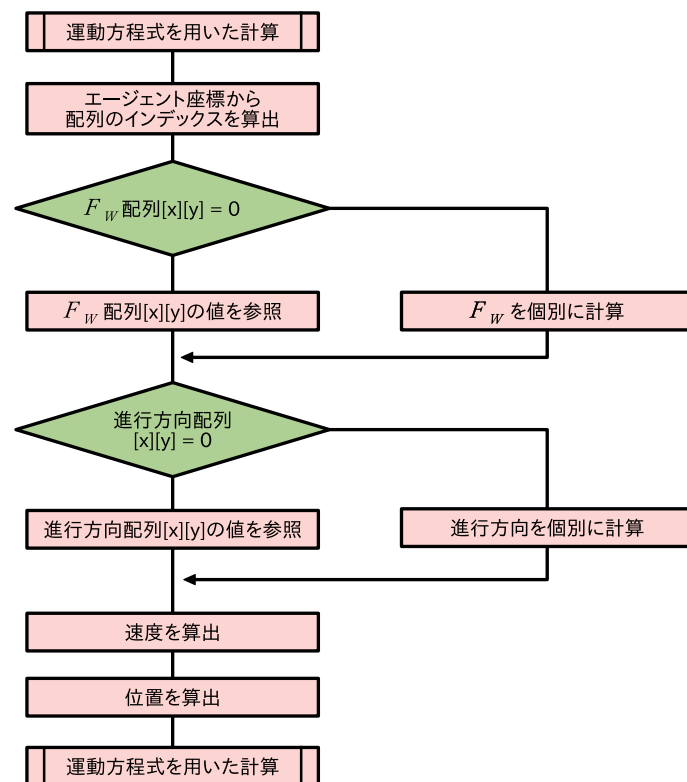 運動方程式を用いた計算
エージェント座標から
配列のインデックスを算出
F W 配列[x][y] = 0
F W 配列[x][y]の値を参照
F W を個別に計算
進行方向配列
[x][y] = 0
進行方向配列[x][y]の値を参照
進行方向を個別に計算
速度を算出
位置を算出
運動方程式を用いた計算